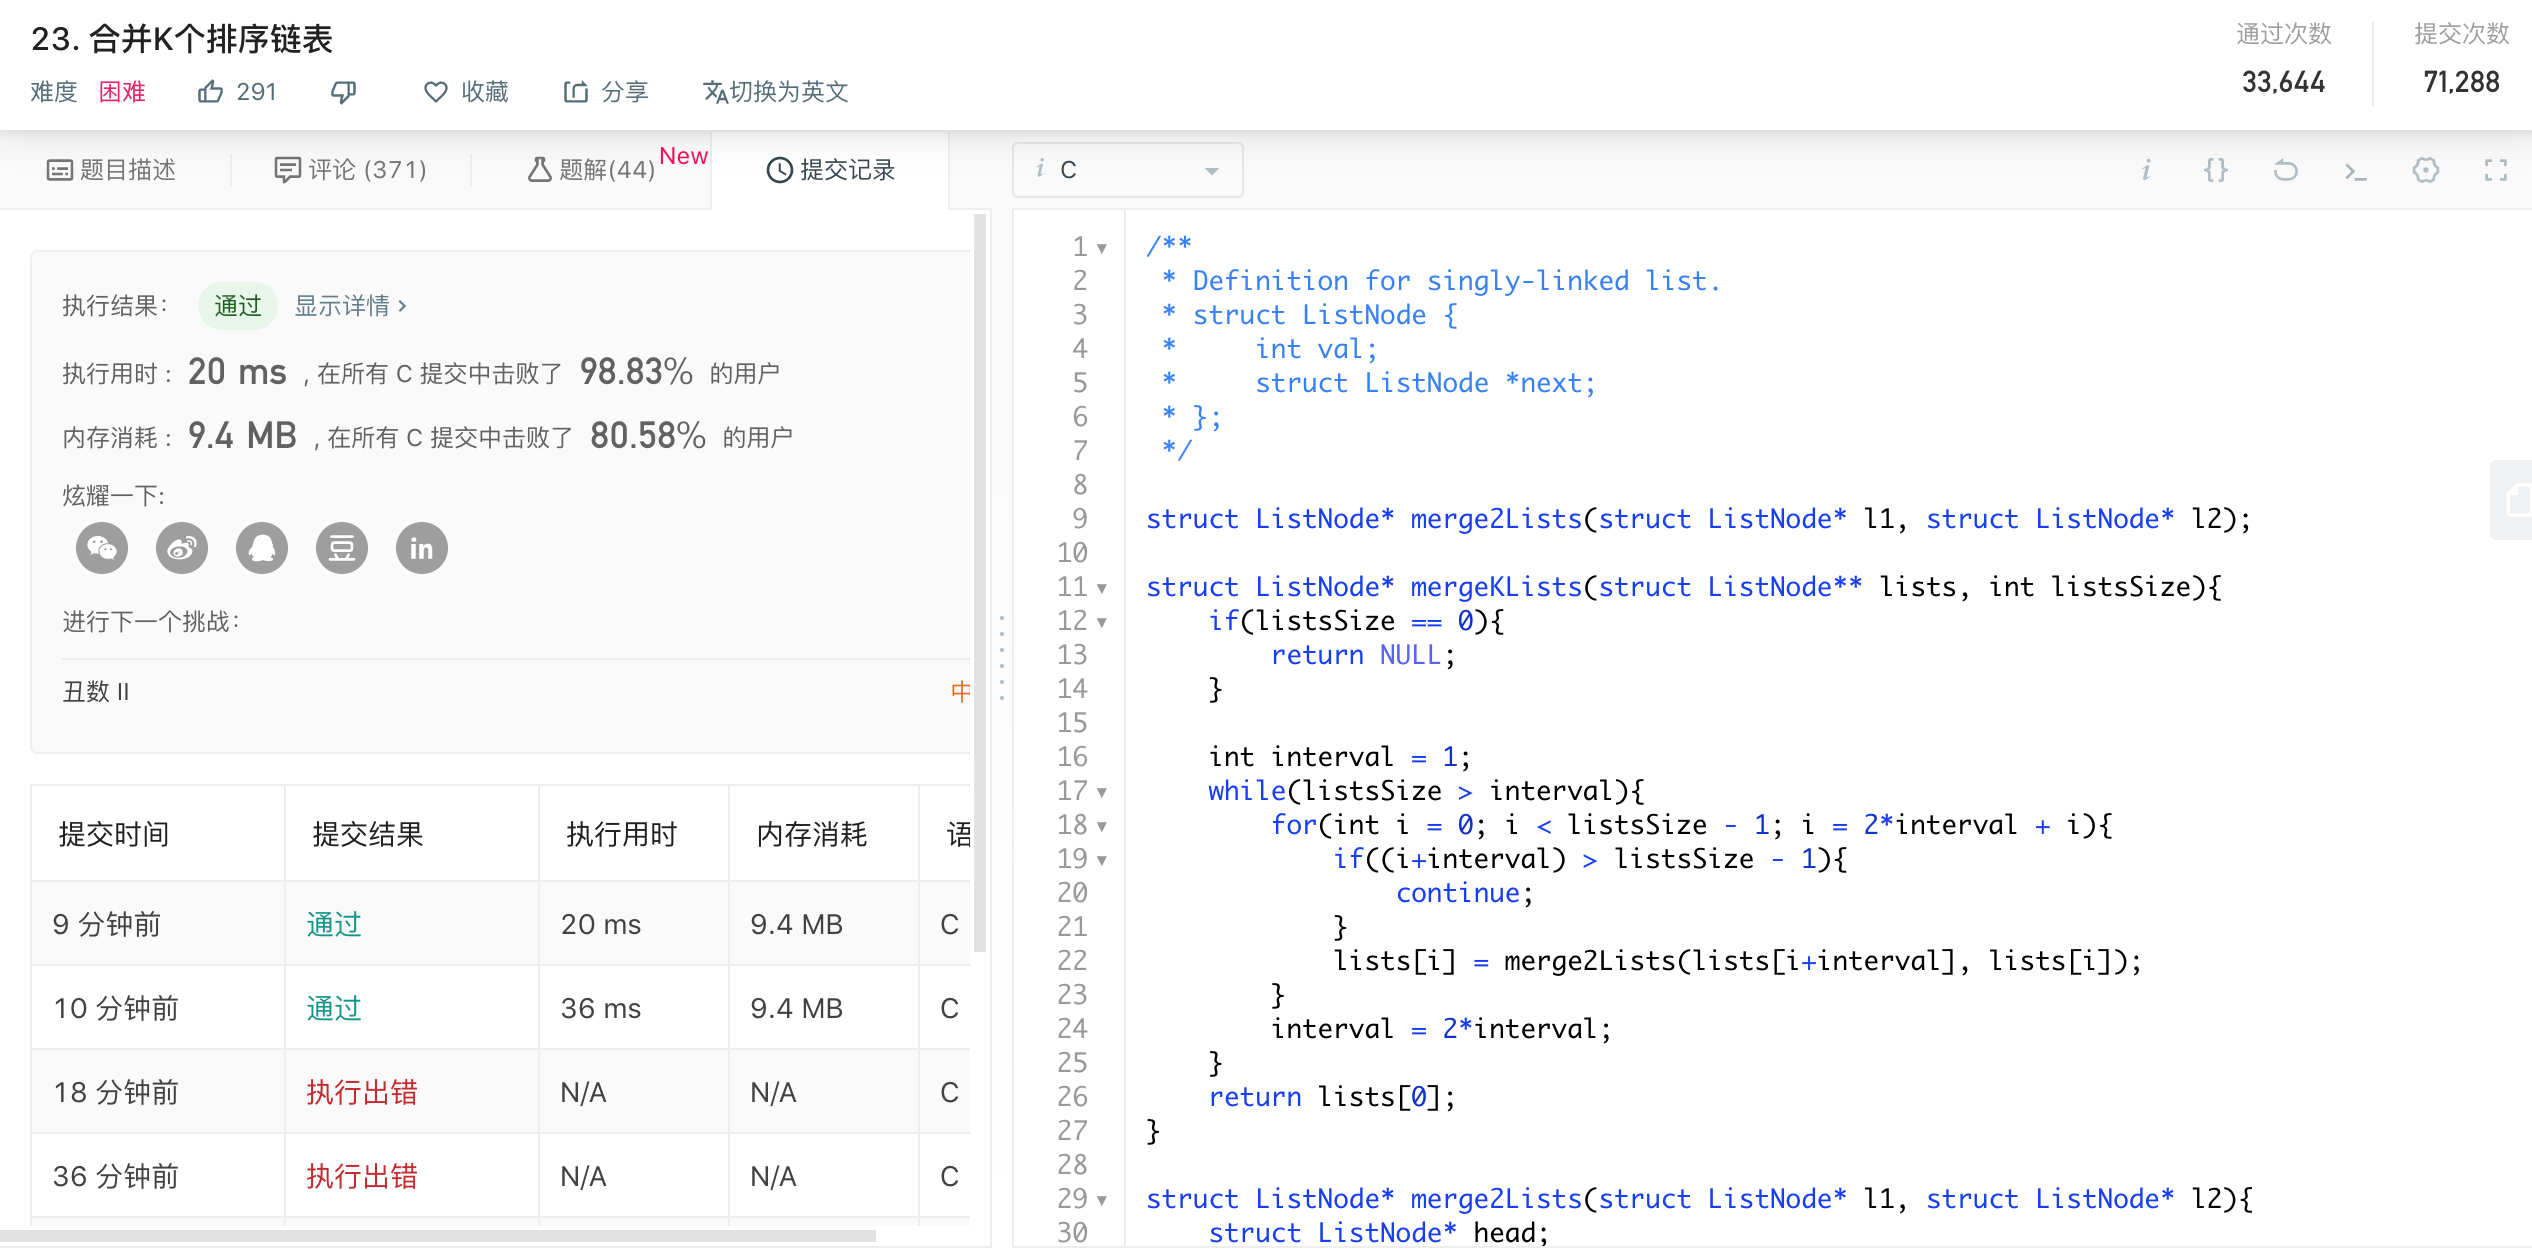 23. 合并K个排序链表
难度 困难 291 收藏 分享 切换为英文
通过次数 提交次数
33,644 71,288
题目描述 评论 (371) 题解(44) New 提交记录
执行结果： 通过 显示详情 ›
执行用时 : 20 ms , 在所有 C 提交中击败了 98.83% 的用户
内存消耗 : 9.4 MB , 在所有 C 提交中击败了 80.58% 的用户
炫耀一下:
豆 in
进行下一个挑战：
丑数 II 中
提交时间 提交结果 执行用时 内存消耗 语
9 分钟前 通过 20 ms 9.4 MB C
10 分钟前 通过 36 ms 9.4 MB C
18 分钟前 执行出错 N/A N/A C
36 分钟前 执行出错 N/A N/A C
i C i {} >_
1 /**
2  * Definition for singly-linked list.
3  * struct ListNode {
4  *     int val;
5  *     struct ListNode *next;
6  * };
7  */
8
9 struct ListNode* merge2Lists(struct ListNode* l1, struct ListNode* l2);
10
11 struct ListNode* mergeKLists(struct ListNode** lists, int listsSize){
12     if(listsSize == 0){
13         return NULL;
14     }
15
16     int interval = 1;
17     while(listsSize > interval){
18         for(int i = 0; i < listsSize - 1; i = 2*interval + i){
19             if((i+interval) > listsSize - 1){
20                 continue;
21             }
22             lists[i] = merge2Lists(lists[i+interval], lists[i]);
23         }
24         interval = 2*interval;
25     }
26     return lists[0];
27 }
28
29 struct ListNode* merge2Lists(struct ListNode* l1, struct ListNode* l2){
30     struct ListNode* head;